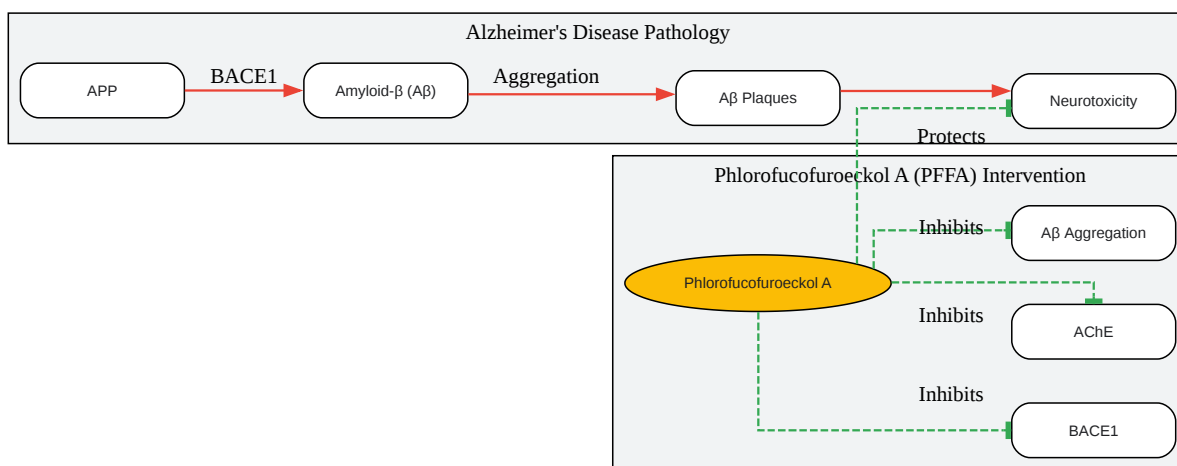 Alzheimer's Disease Pathology
APP
BACE1
Amyloid-β (Aβ)
Aggregation
Aβ Plaques
Neurotoxicity
Protects
Phlorofucofuroeckol A (PFFA) Intervention
Inhibits
Aβ Aggregation
Phlorofucofuroeckol A
Inhibits
AChE
Inhibits
BACE1